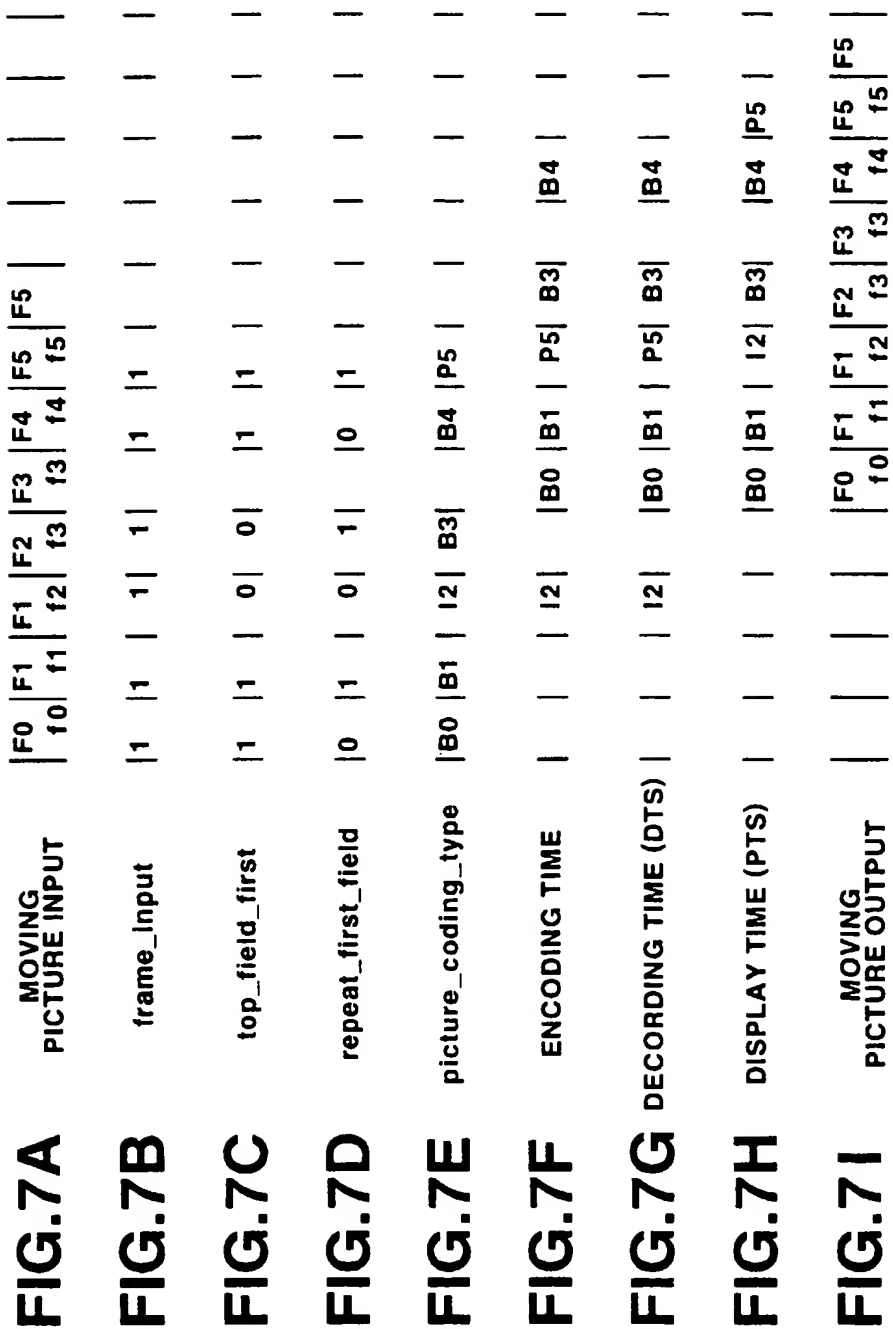 FIG.7A MOVING PICTURE INPUT |F0 |F1 |F1 |F2 |F3 |F4 |F5 |F5 | | | | |
f0| f1 | f2| f3 | f3| f4 | f5|
FIG.7B frame_input |1 |1 | 1| 1| |1 |1 | | | | | |
FIG.7C top_field_first |1 |1 | 0| 0| |1 |1 | | | | | |
FIG.7D repeat_first_field |0 |1 | 0| 1| |0 |1 | | | | | |
FIG.7E picture_coding_type |B0 |B1 | I2| B3| |B4 |P5 | | | | | |
FIG.7F ENCODING TIME | | | I2| |B0 |B1 | P5| B3| |B4 | | |
FIG.7G DECORDING TIME (DTS) | | | I2| |B0 |B1 | P5| B3| |B4 | | |
FIG.7H DISPLAY TIME (PTS) | | | | |B0 |B1 | I2| B3| |B4 |P5 | |
FIG.7I MOVING PICTURE OUTPUT | | | | |F0 |F1 |F1 |F2 |F3 |F4 |F5 |F5 |
f0| f1 | f2| f3 | f3| f4 | f5|